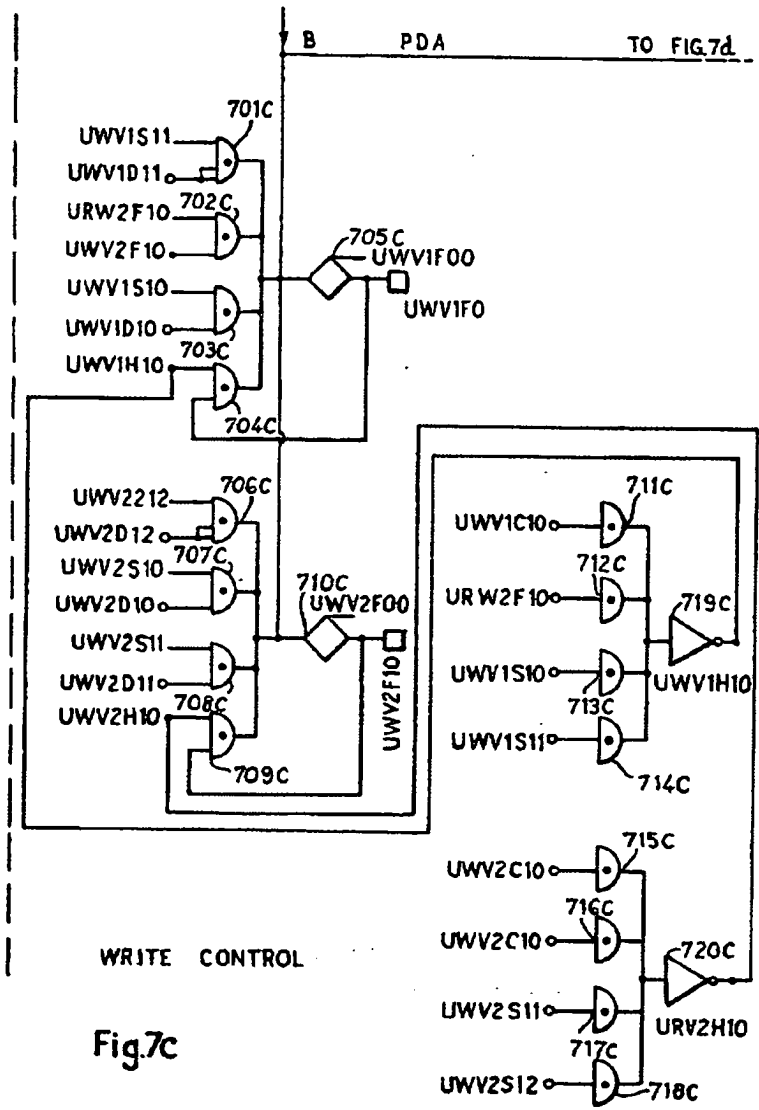 B PDA TO FIG.7d
701C
UWV1S11
UWV1D11
702C
URW2F10
UWV2F10
705C
UWV1F00
UWV1S10
UWV1F0
UWV1D10
703C
UWV1H10
704C
UWV2212
706C
UWV2D12
707C
UWV2S10
710C
UWV2F00
UWV2D10
UWV2S11
UWV2D11
UWV2F10
708C
UWV2H10
709C
711C
UWV1C10
712C
URW2F10
719C
UWV1S10
UWV1H10
713C
UWV1S11
714C
715C
UWV2C10
716C
UWV2C10
720C
UWV2S11
URV2H10
717C
UWV2S12
718C
WRITE CONTROL
Fig.7c